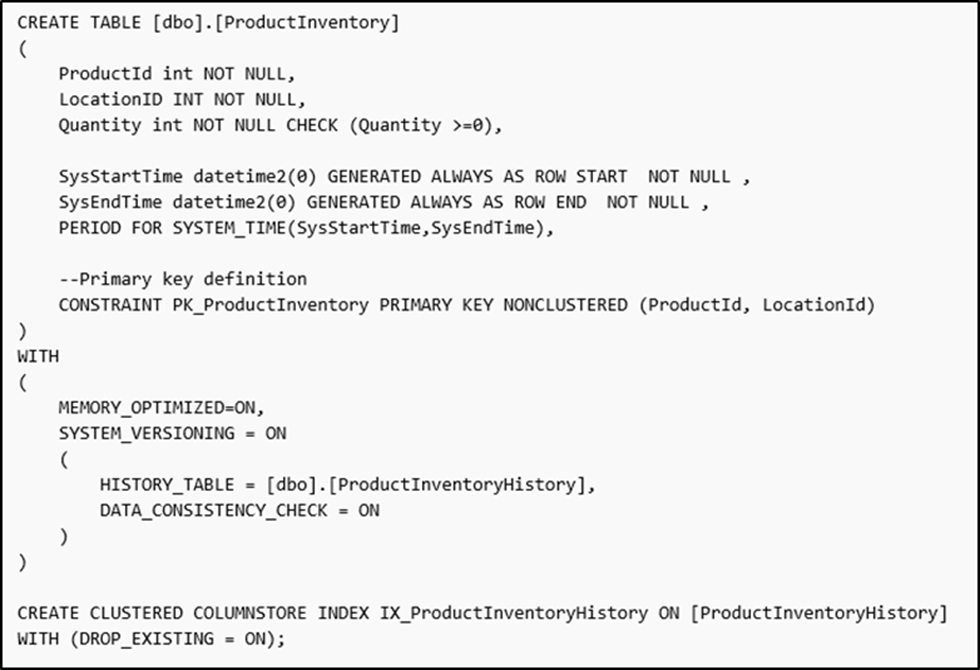 CREATE TABLE [dbo].[ProductInventory]
(
    ProductId int NOT NULL,
    LocationID INT NOT NULL,
    Quantity int NOT NULL CHECK (Quantity >=0),

    SysStartTime datetime2(0) GENERATED ALWAYS AS ROW START  NOT NULL ,
    SysEndTime datetime2(0) GENERATED ALWAYS AS ROW END  NOT NULL ,
    PERIOD FOR SYSTEM_TIME(SysStartTime,SysEndTime),

    --Primary key definition
    CONSTRAINT PK_ProductInventory PRIMARY KEY NONCLUSTERED (ProductId, LocationId)
)
WITH
(
    MEMORY_OPTIMIZED=ON,
    SYSTEM_VERSIONING = ON
    (
        HISTORY_TABLE = [dbo].[ProductInventoryHistory],
        DATA_CONSISTENCY_CHECK = ON
    )
)

CREATE CLUSTERED COLUMNSTORE INDEX IX_ProductInventoryHistory ON [ProductInventoryHistory]
WITH (DROP_EXISTING = ON);